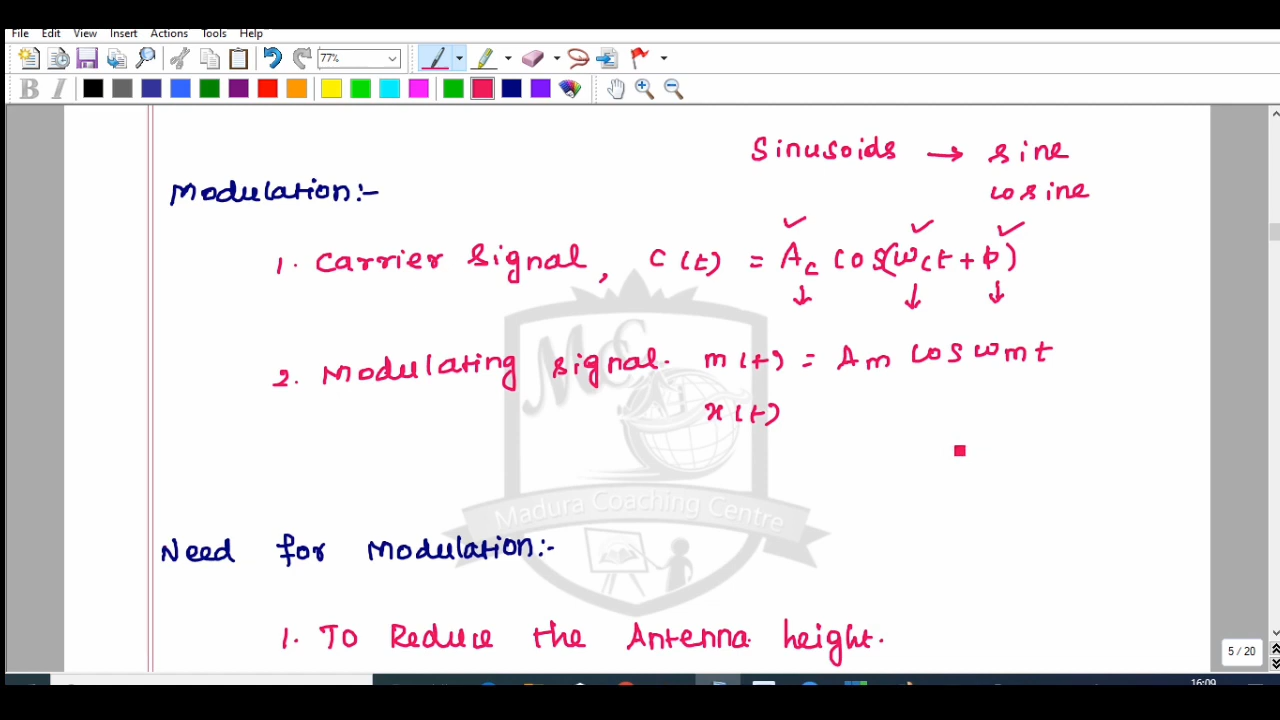 File Edit View Insert Actions Tools Help
77%
B I
Sinusoids → sine
cosine
Modulation:-
1. Carrier Signal, c(t) = Ac cos(ωct + φ)
2. Modulating signal. m(t) = Am cos ωmt
x(t)
MCC
Madura Coaching Centre
Need for Modulation:-
1. To Reduce the Antenna height.
5 / 20
16:09